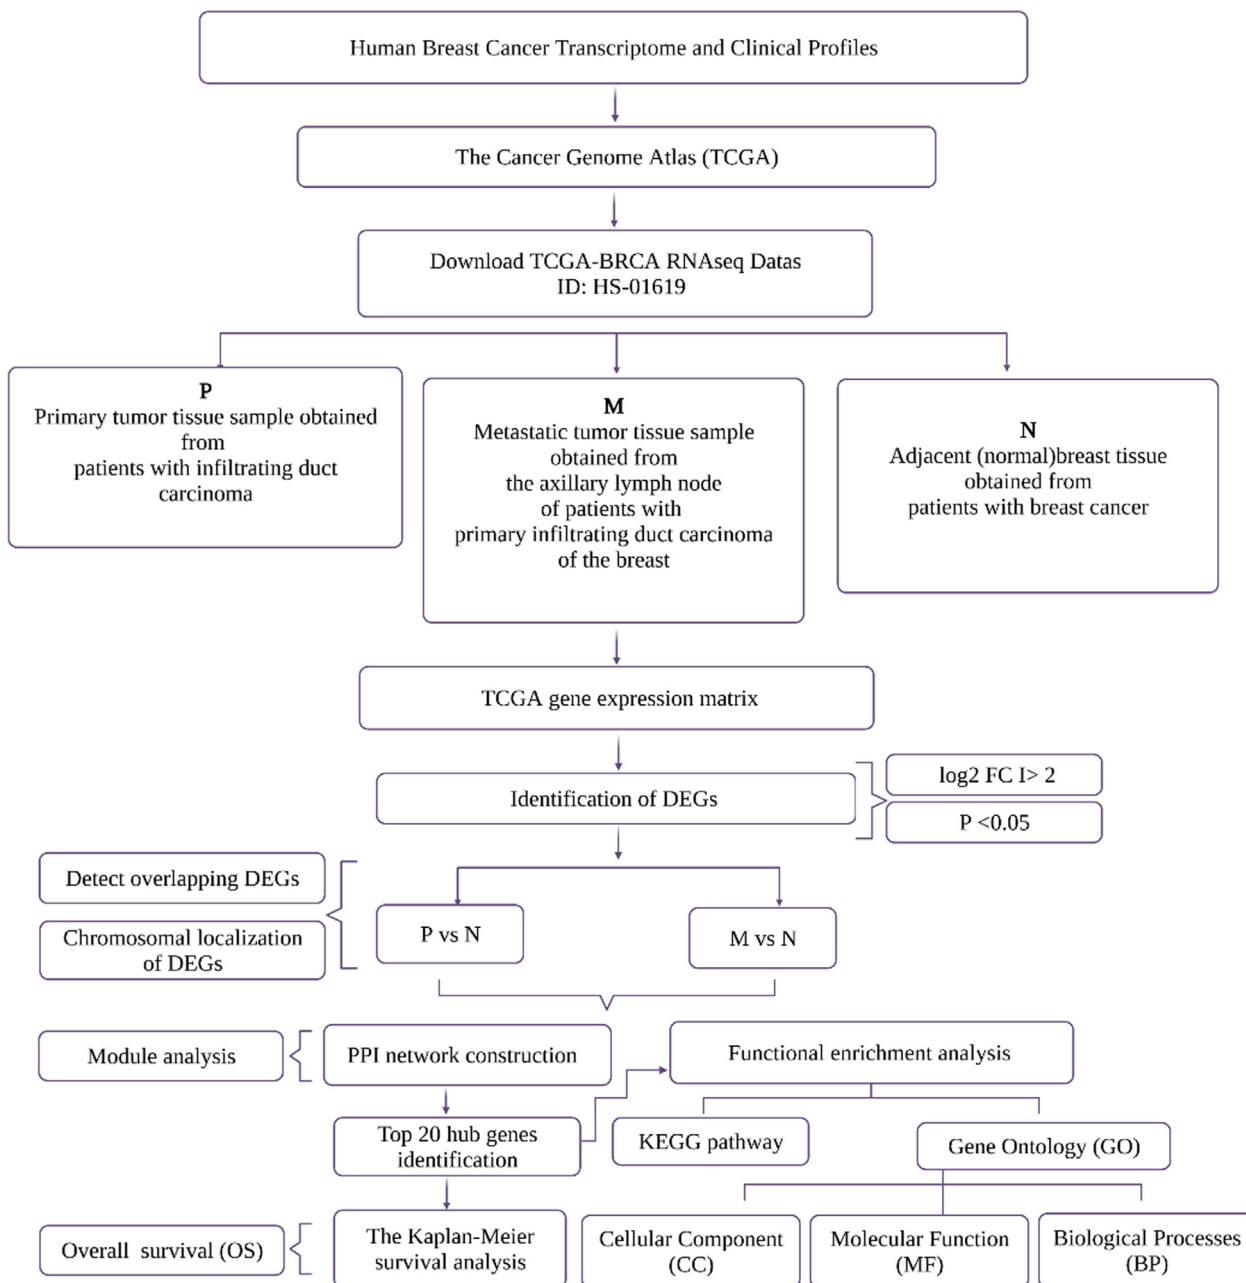 Human Breast Cancer Transcriptome and Clinical Profiles
The Cancer Genome Atlas (TCGA)
Download TCGA-BRCA RNAseq Datas
ID: HS-01619
P
Primary tumor tissue sample obtained
from
patients with infiltrating duct
carcinoma
M
Metastatic tumor tissue sample
obtained from
the axillary lymph node
of patients with
primary infiltrating duct carcinoma
of the breast
N
Adjacent (normal)breast tissue
obtained from
patients with breast cancer
TCGA gene expression matrix
Identification of DEGs
log2 FC I> 2
P <0.05
Detect overlapping DEGs
Chromosomal localization
of DEGs
P vs N
M vs N
Module analysis
PPI network construction
Functional enrichment analysis
Top 20 hub genes
identification
KEGG pathway
Gene Ontology (GO)
Overall survival (OS)
The Kaplan-Meier
survival analysis
Cellular Component
(CC)
Molecular Function
(MF)
Biological Processes
(BP)